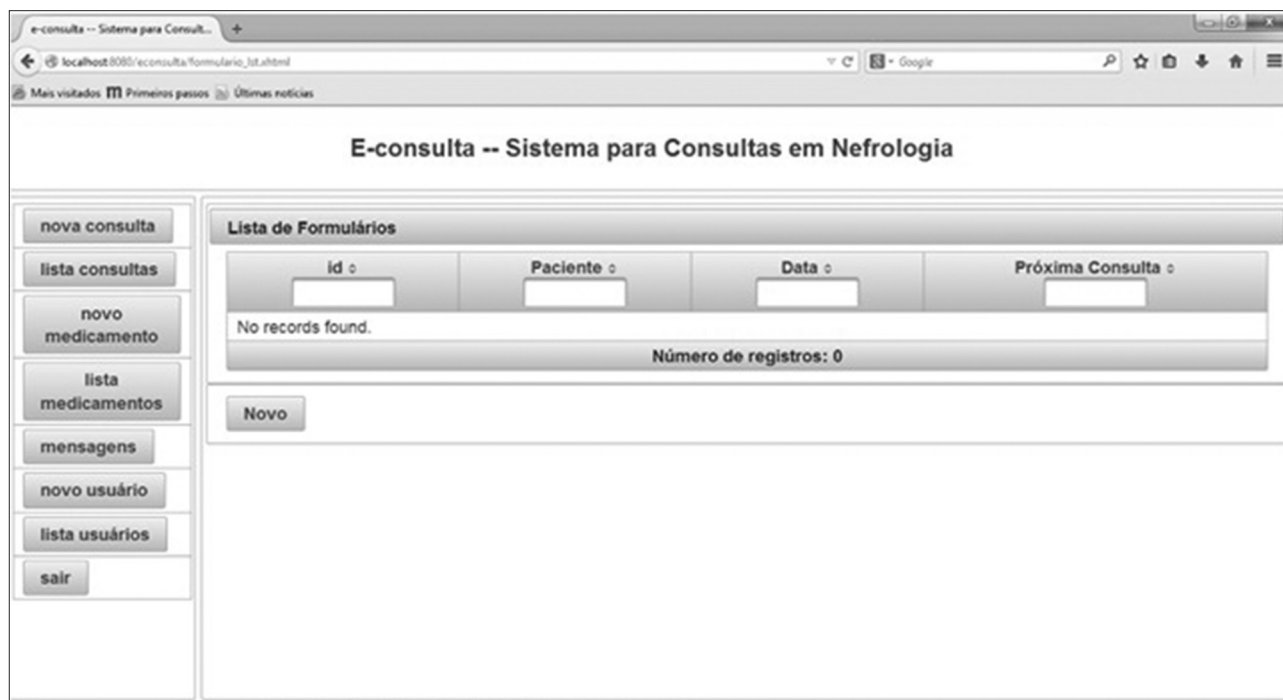 e-consulta -- Sistema para Consult...
localhost:8080/econsulta/formulario_lst.xhtml
Google
Mais visitados Primeiros passos Últimas notícias
E-consulta -- Sistema para Consultas em Nefrologia
nova consulta
lista consultas
novo
medicamento
lista
medicamentos
mensagens
novo usuário
lista usuários
sair
Lista de Formulários
id Paciente Data Próxima Consulta
No records found.
Número de registros: 0
Novo